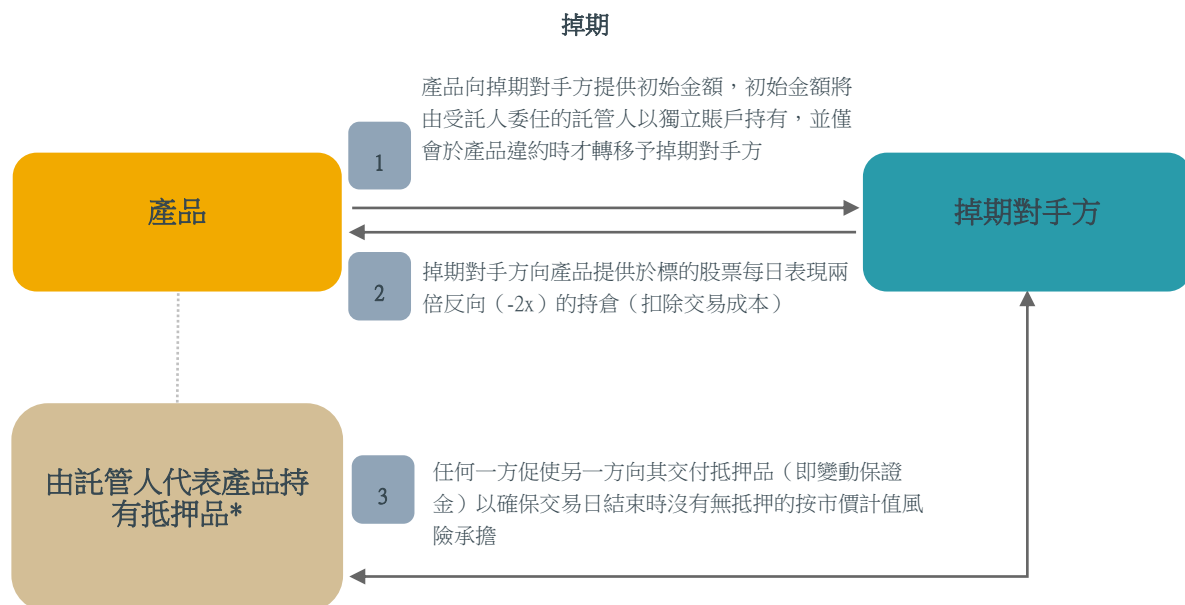 掉期
產品向掉期對手方提供初始金額，初始金額將
由受託人委任的託管人以獨立賬戶持有，並僅
會於產品違約時才轉移予掉期對手方
1
產品
掉期對手方
2
掉期對手方向產品提供於標的股票每日表現兩
倍反向（-2x）的持倉（扣除交易成本）
由託管人代表產品持
有抵押品*
3
任何一方促使另一方向其交付抵押品（即變動保證
金）以確保交易日結束時沒有無抵押的按市價計值風
險承擔